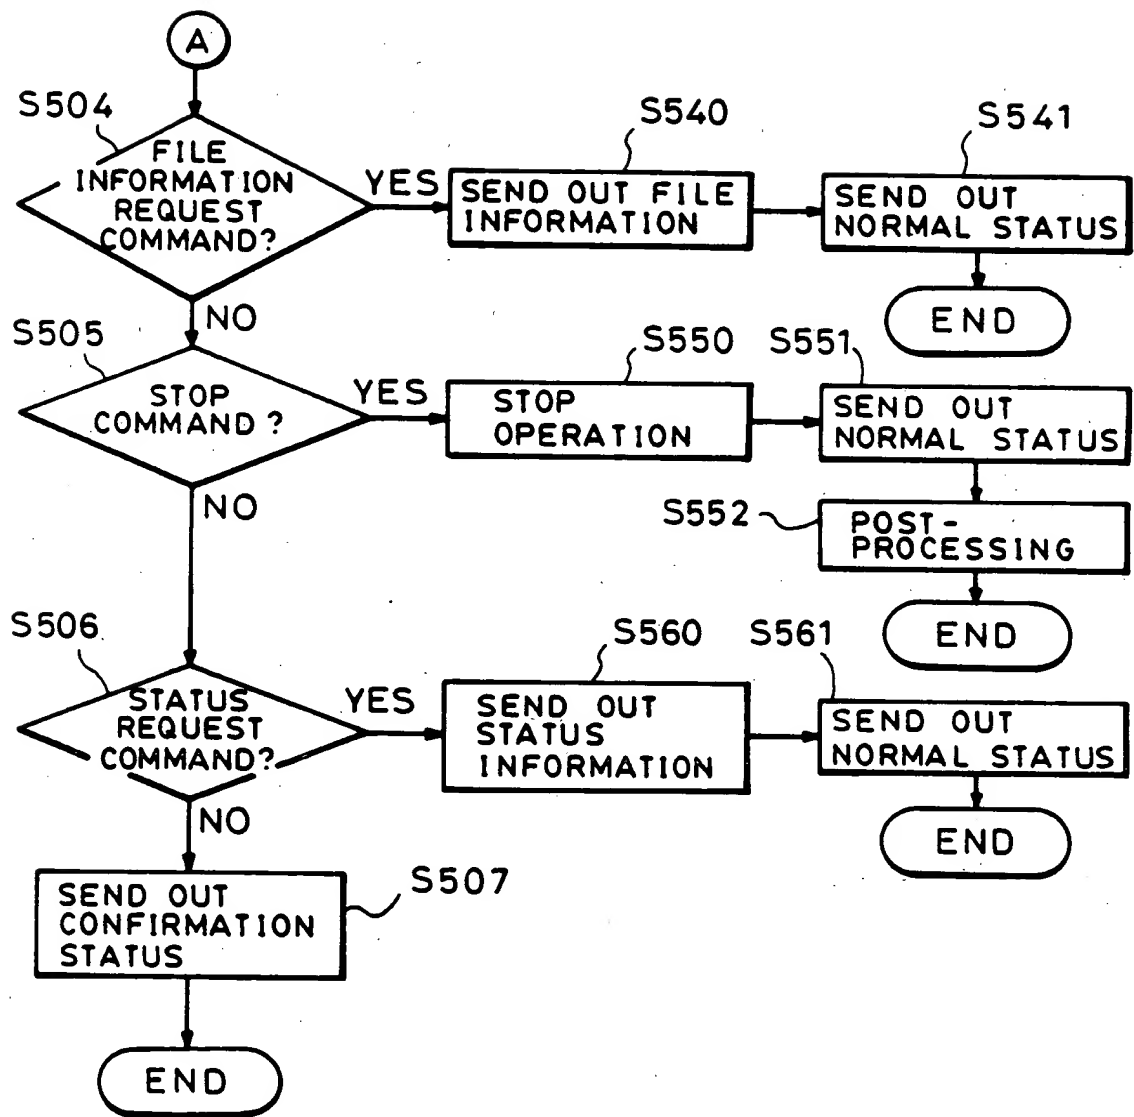 A
S504
FILE
INFORMATION
REQUEST
COMMAND?
YES
S540
SEND OUT FILE
INFORMATION
S541
SEND OUT
NORMAL STATUS
END
NO
S505
STOP
COMMAND ?
YES
S550
STOP
OPERATION
S551
SEND OUT
NORMAL STATUS
S552
POST-
PROCESSING
END
NO
S506
STATUS
REQUEST
COMMAND?
YES
S560
SEND OUT
STATUS
INFORMATION
S561
SEND OUT
NORMAL STATUS
END
NO
S507
SEND OUT
CONFIRMATION
STATUS
END